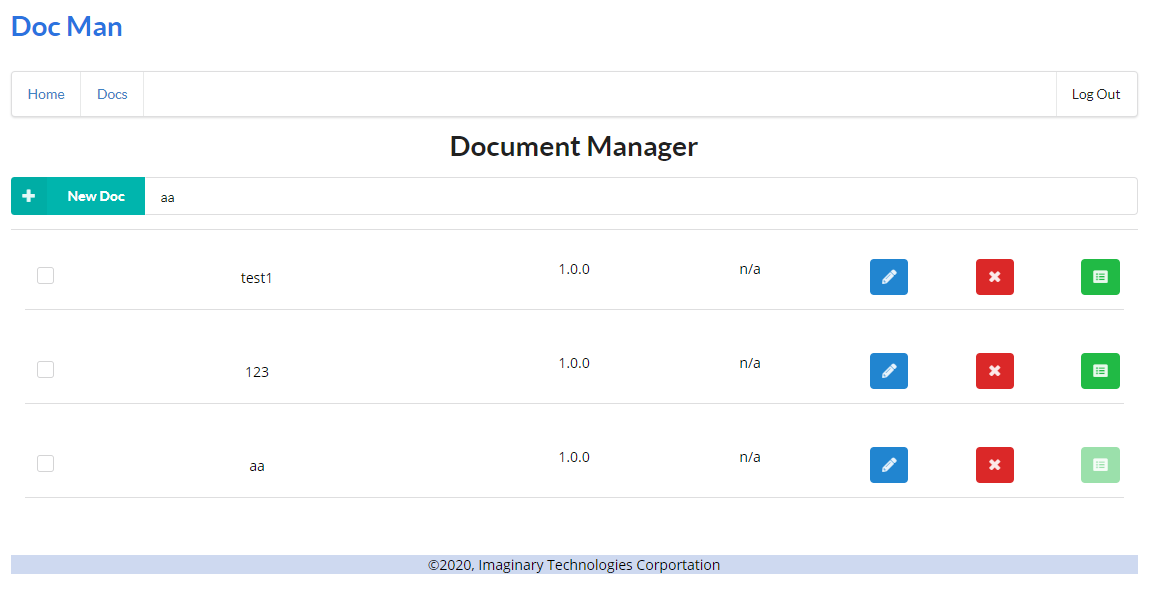 Doc Man
Home Docs Log Out
Document Manager
New Doc aa
test1 1.0.0 n/a
123 1.0.0 n/a
aa 1.0.0 n/a
©2020, Imaginary Technologies Corportation